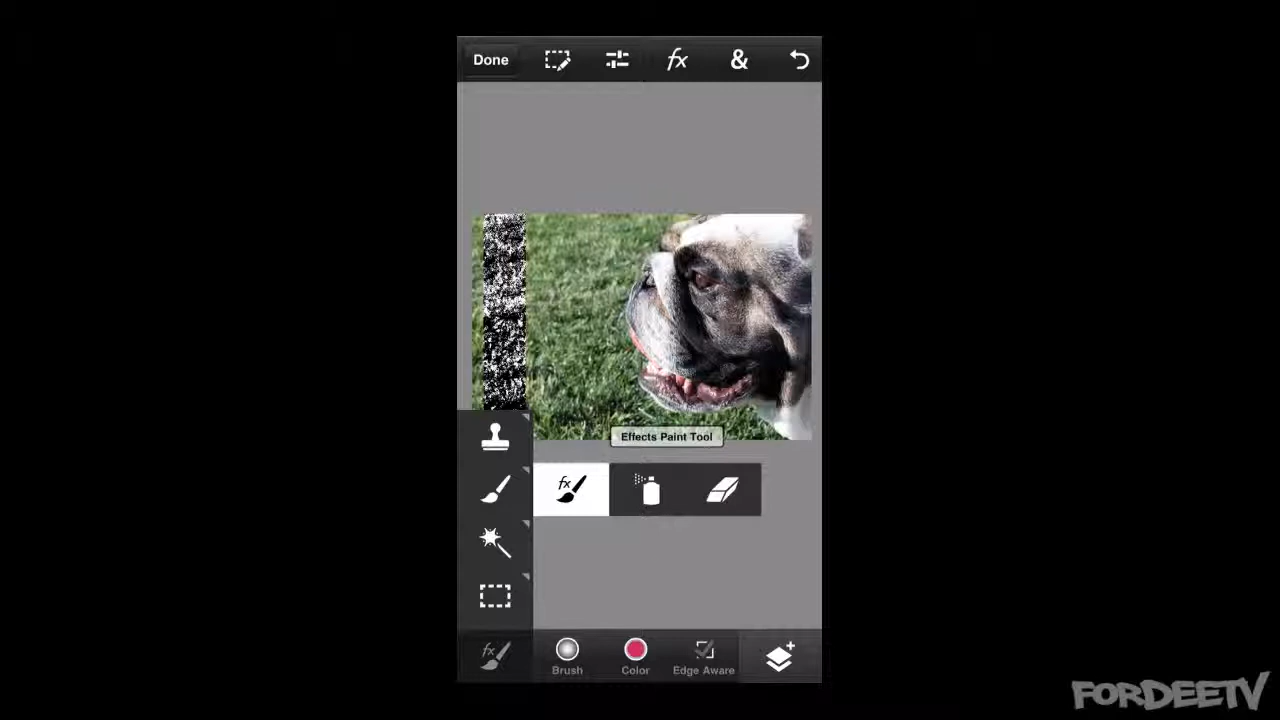 Done
fx
&
Effects Paint Tool
fx
fx
Brush
Color
Edge Aware
FORDEETV